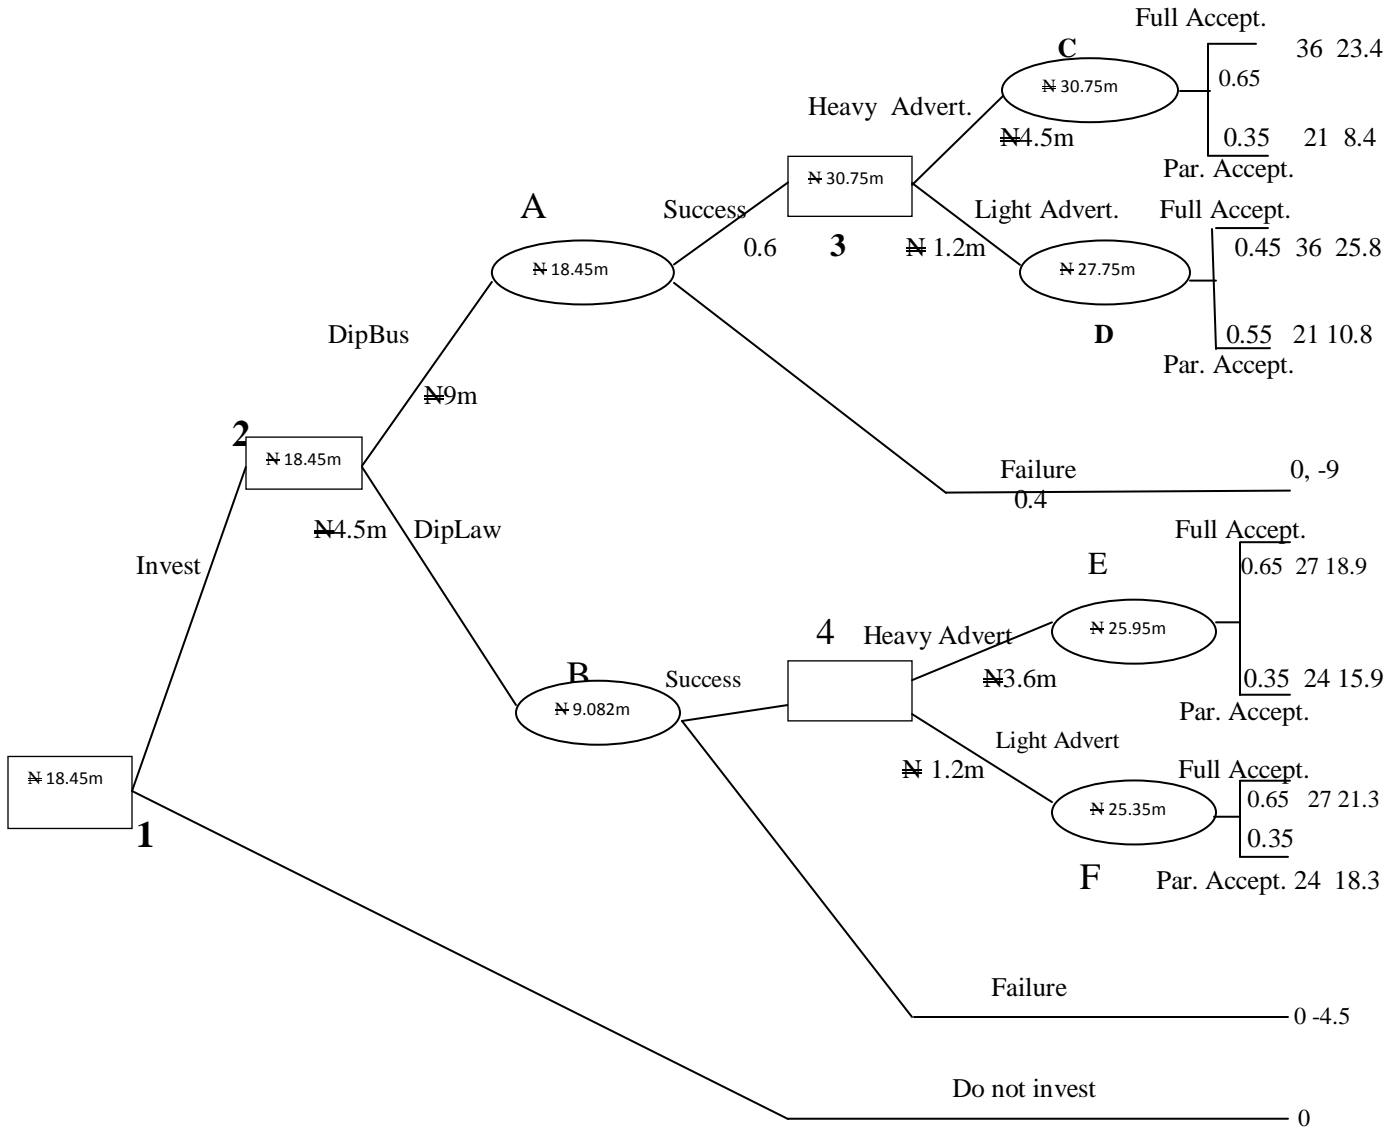 Full Accept.
C
36 23.4
₦ 30.75m
0.65
Heavy Advert.
₦4.5m
0.35 21 8.4
Par. Accept.
₦ 30.75m
A
Success
Light Advert. Full Accept.
0.6 3 ₦ 1.2m
0.45 36 25.8
₦ 18.45m
₦ 27.75m
DipBus
D
0.55 21 10.8
Par. Accept.
₦9m
2
₦ 18.45m
Failure
0, -9
0.4
₦4.5m DipLaw
Full Accept.
Invest
E
0.65 27 18.9
4
Heavy Advert
₦ 25.95m
B
Success
₦3.6m
0.35 24 15.9
₦ 9.082m
Par. Accept.
Light Advert
₦ 1.2m
Full Accept.
₦ 18.45m
0.65 27 21.3
₦ 25.35m
1
0.35
F
Par. Accept. 24 18.3
Failure
0 -4.5
Do not invest
0